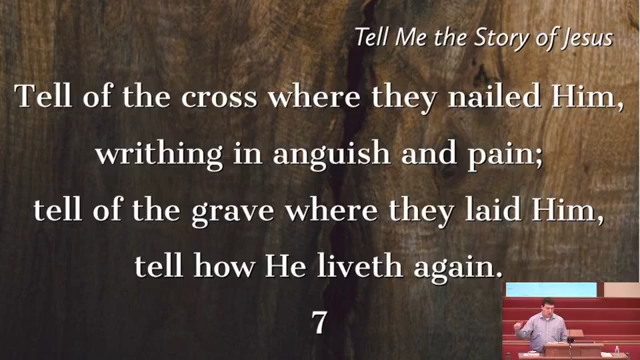 Tell Me the Story of Jesus
Tell of the cross where they nailed Him,
writhing in anguish and pain;
tell of the grave where they laid Him,
tell how He liveth again.
7